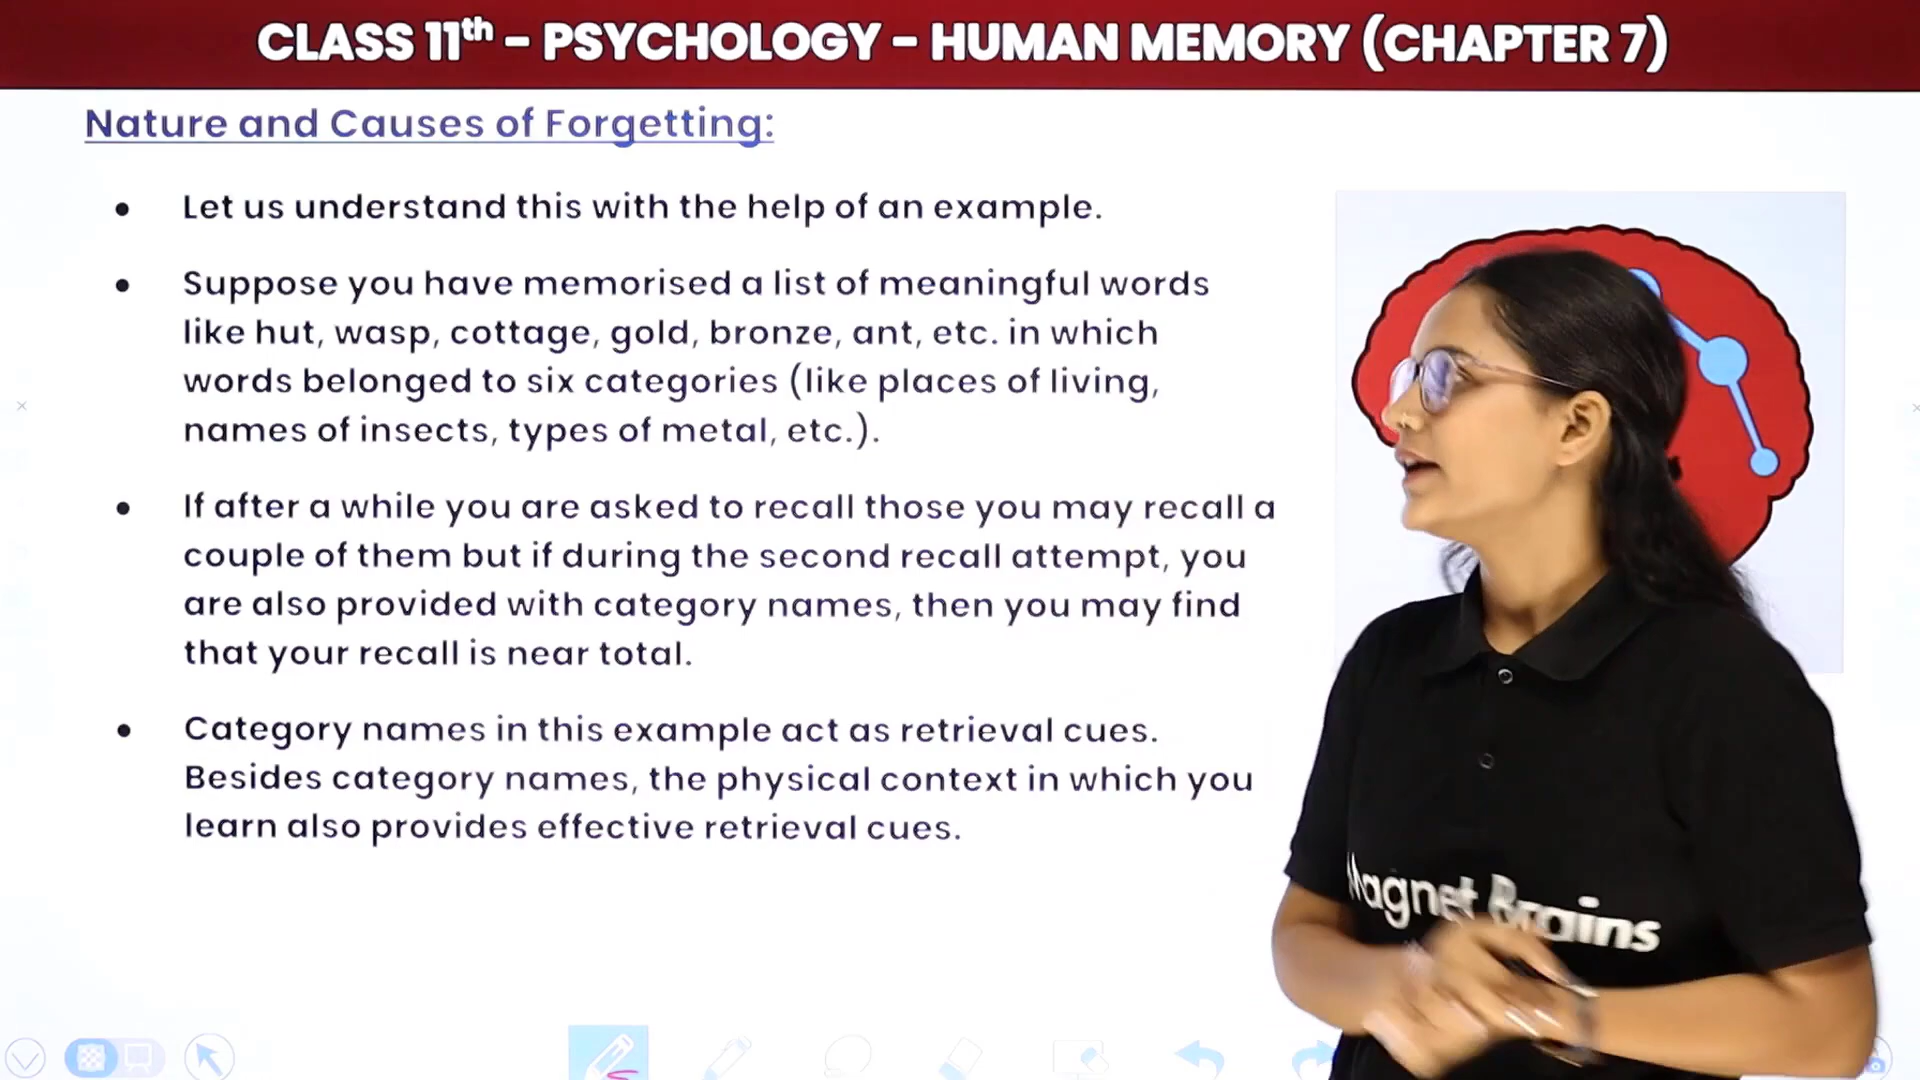 CLASS 11th - PSYCHOLOGY - HUMAN MEMORY (CHAPTER 7)
Nature and Causes of Forgetting:
• Let us understand this with the help of an example.
• Suppose you have memorised a list of meaningful words
like hut, wasp, cottage, gold, bronze, ant, etc. in which
words belonged to six categories (like places of living,
names of insects, types of metal, etc.).
• If after a while you are asked to recall those you may recall a
couple of them but if during the second recall attempt, you
are also provided with category names, then you may find
that your recall is near total.
• Category names in this example act as retrieval cues.
Besides category names, the physical context in which you
learn also provides effective retrieval cues.
Magnet Brains